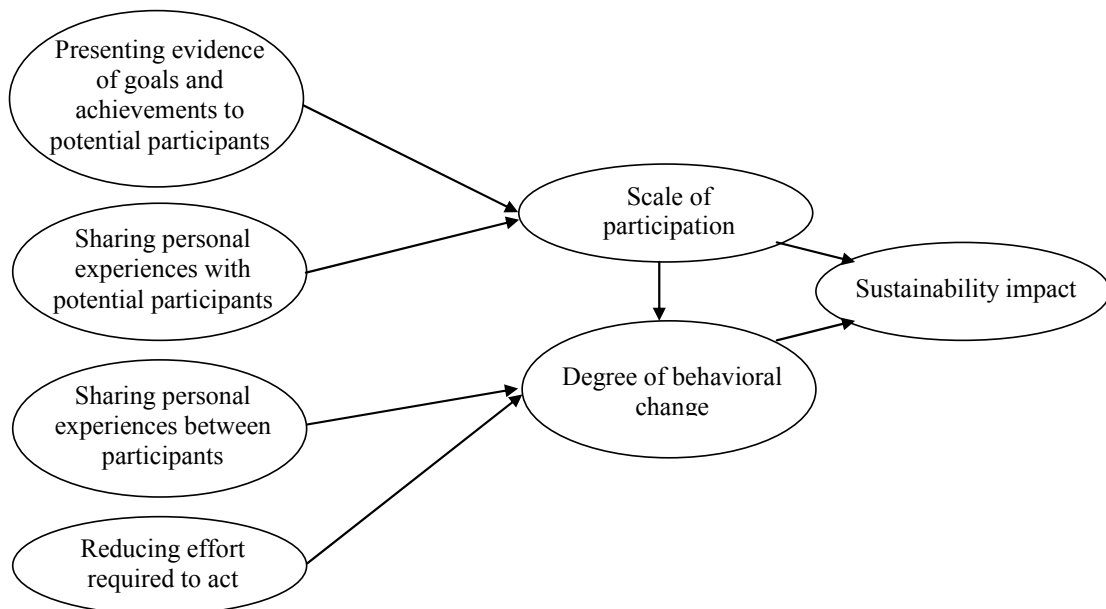 Presenting evidence
of goals and
achievements to
potential participants
Sharing personal
experiences with
potential participants
Sharing personal
experiences between
participants
Reducing effort
required to act
Scale of
participation
Degree of behavioral
change
Sustainability impact